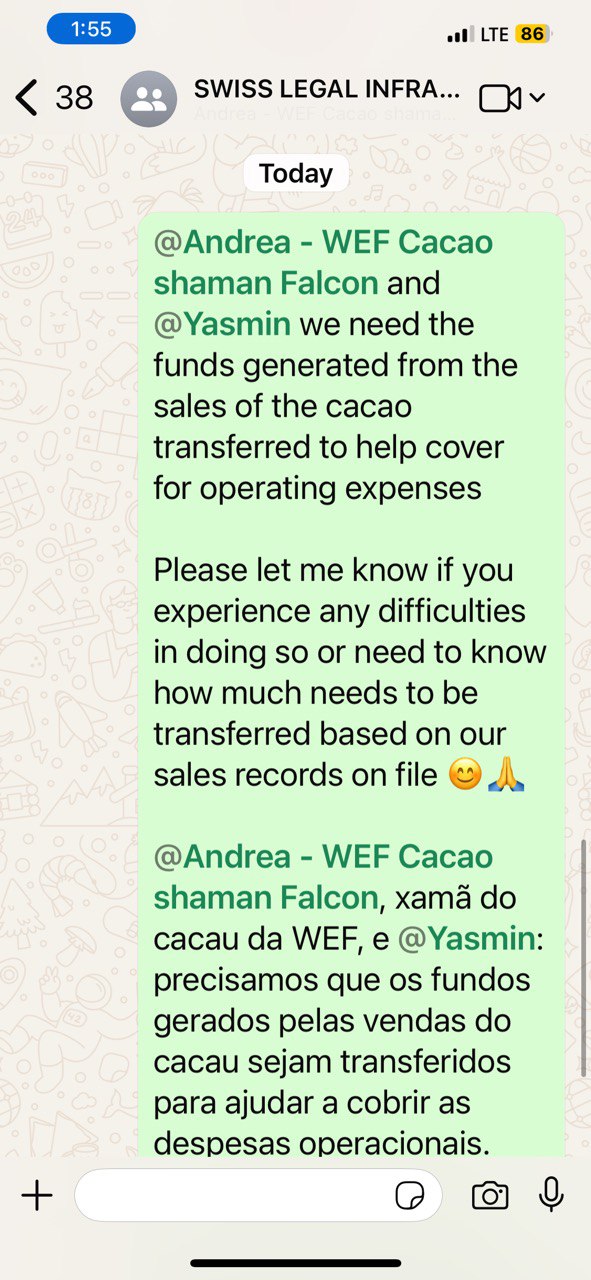 1:55
LTE 86
38
SWISS LEGAL INFRA...
Andrea - WEF Cacao shama...
Today
@Andrea - WEF Cacao
shaman Falcon and
@Yasmin we need the
funds generated from the
sales of the cacao
transferred to help cover
for operating expenses
Please let me know if you
experience any difficulties
in doing so or need to know
how much needs to be
transferred based on our
sales records on file 😊🙏
@Andrea - WEF Cacao
shaman Falcon, xamã do
cacau da WEF, e @Yasmin:
precisamos que os fundos
gerados pelas vendas do
cacau sejam transferidos
para ajudar a cobrir as
despesas operacionais.